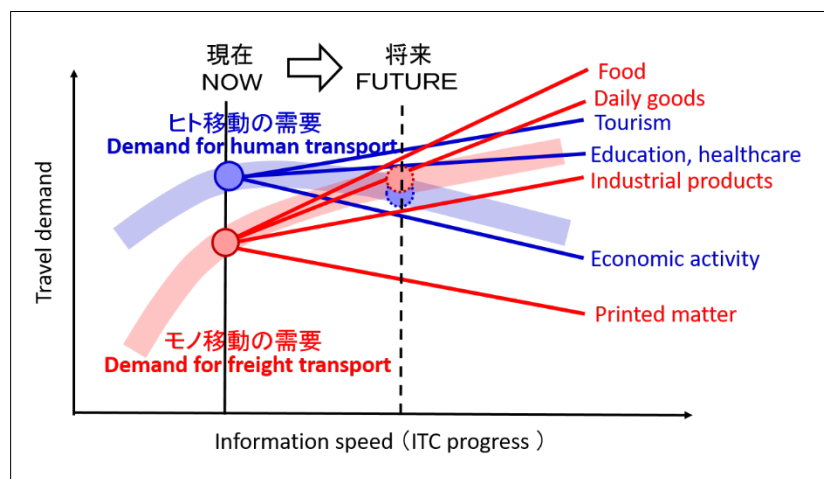 現在
NOW
将来
FUTURE
ヒト移動の需要
Demand for human transport
Food
Daily goods
Tourism
Education, healthcare
Industrial products
Economic activity
Printed matter
モノ移動の需要
Demand for freight transport
Travel demand
Information speed（ITC progress ）